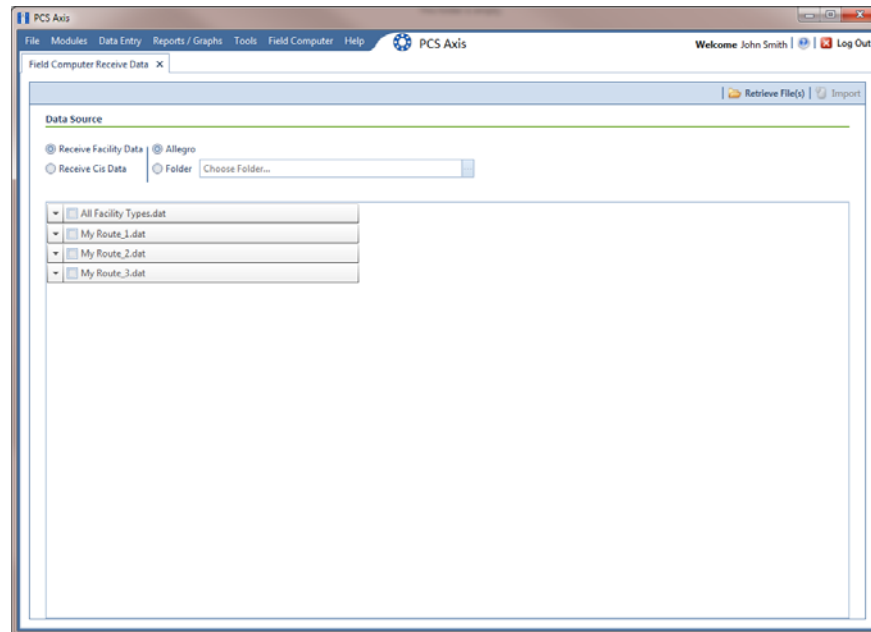 PCS Axis
File Modules Data Entry Reports / Graphs Tools Field Computer Help PCS Axis Welcome John Smith | | Log Out
Field Computer Receive Data X
| Retrieve File(s) | Import
Data Source
Receive Facility Data | Allegro
Receive Cis Data Folder Choose Folder...
All Facility Types.dat
My Route_1.dat
My Route_2.dat
My Route_3.dat